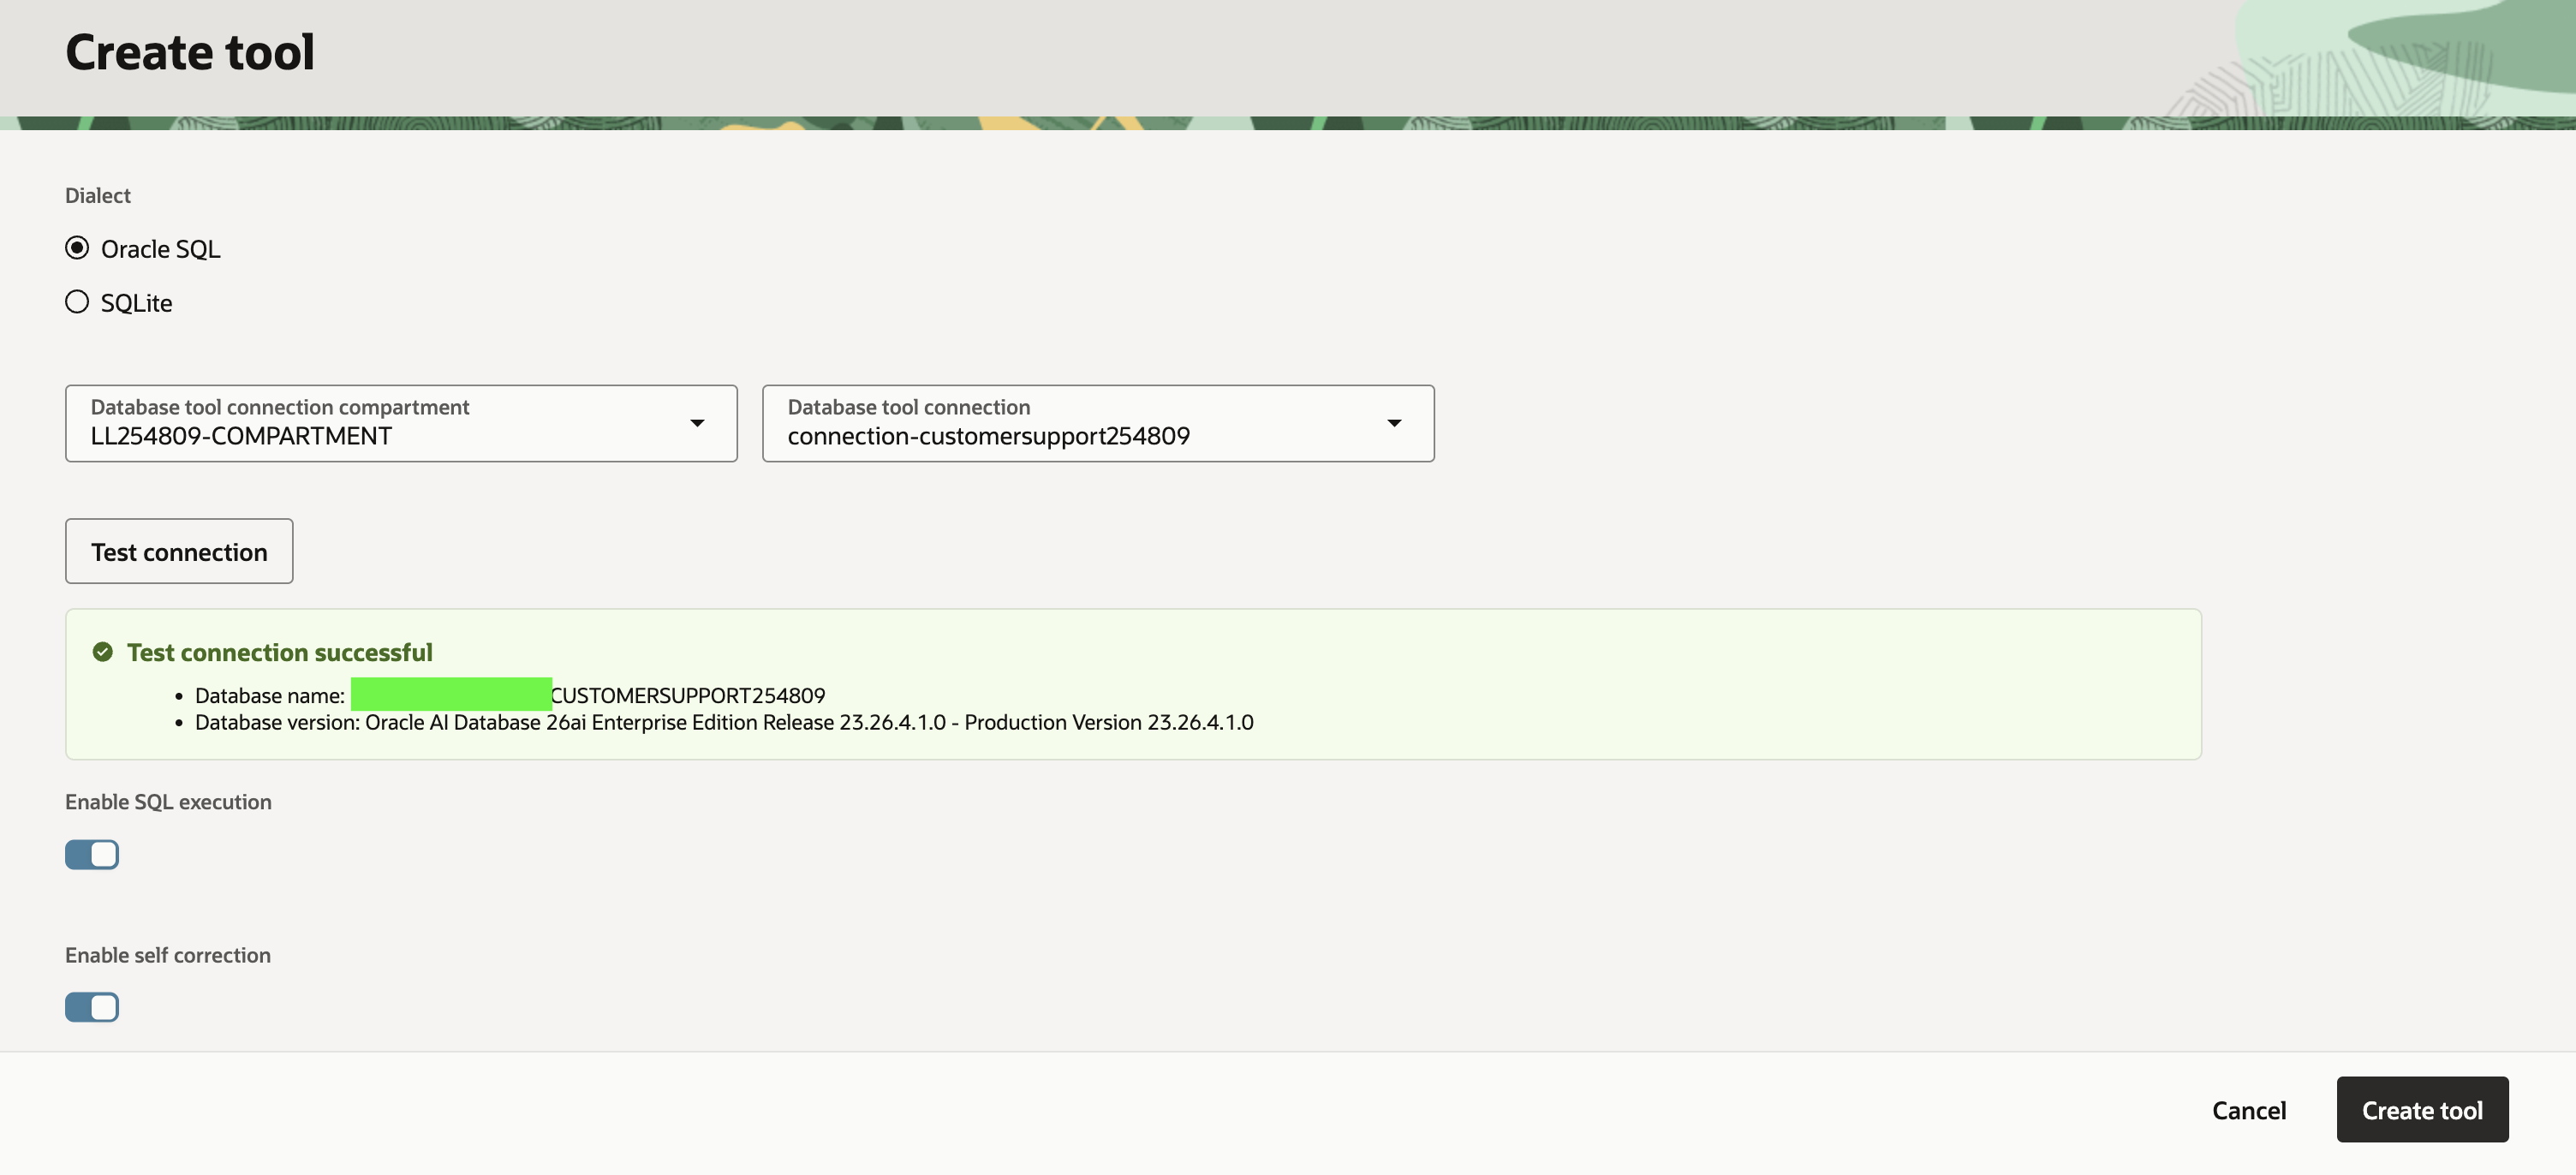 Create tool
Dialect
Oracle SQL
SQLite
Database tool connection compartment
LL254809-COMPARTMENT
Database tool connection
connection-customersupport254809
Test connection
Test connection successful
Database name: CUSTOMERSUPPORT254809
Database version: Oracle AI Database 26ai Enterprise Edition Release 23.26.4.1.0 - Production Version 23.26.4.1.0
Enable SQL execution
Enable self correction
Cancel
Create tool